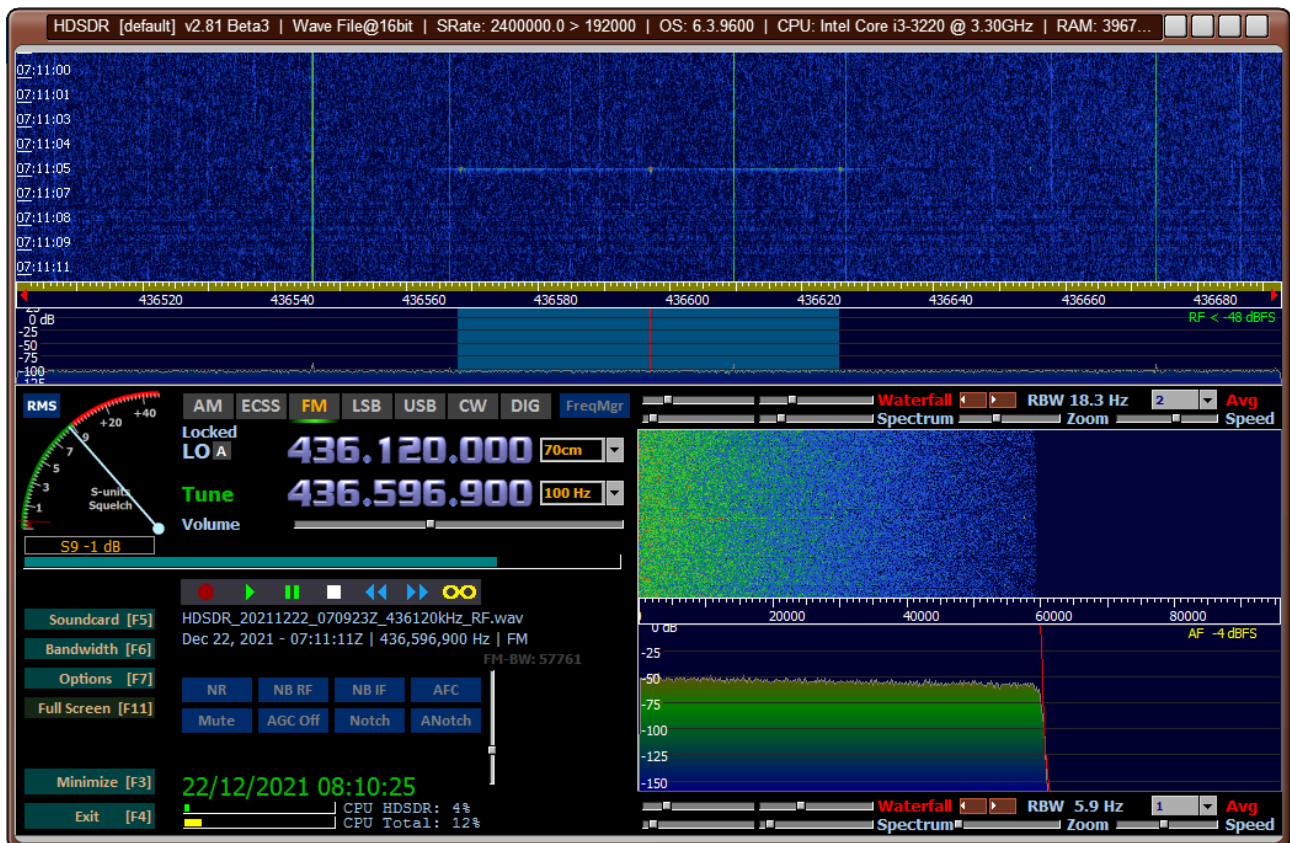 HDSDR [default] v2.81 Beta3 | Wave File@16bit | SRate: 2400000.0 > 192000 | OS: 6.3.9600 | CPU: Intel Core i3-3220 @ 3.30GHz | RAM: 3967...
07:11:00
07:11:01
07:11:03
07:11:04
07:11:05
07:11:07
07:11:08
07:11:09
07:11:11
436520 436540 436560 436580 436600 436620 436640 436660 436680
0 dB RF < -48 dBFS
-25
-50
-75
-100
RMS +20 +40
9
7
5
3
1
S-units
Squelch
S9 -1 dB
AM ECSS FM LSB USB CW DIG FreqMgr
Locked
LO A 436.120.000 70cm
Tune 436.596.900 100 Hz
Volume
Waterfall RBW 18.3 Hz 2 Avg
Spectrum Zoom Speed
HDSDR_20211222_070923Z_436120kHz_RF.wav
Dec 22, 2021 - 07:11:11Z | 436,596,900 Hz | FM
FM-BW: 57761
Soundcard [F5]
Bandwidth [F6]
Options [F7]
Full Screen [F11]
Minimize [F3]
Exit [F4]
NR NB RF NB IF AFC
Mute AGC Off Notch ANotch
22/12/2021 08:10:25
CPU HDSDR: 4%
CPU Total: 12%
20000 40000 60000 80000
0 dB AF -4 dBFS
-25
-50
-75
-100
-125
-150
Waterfall RBW 5.9 Hz 1 Avg
Spectrum Zoom Speed